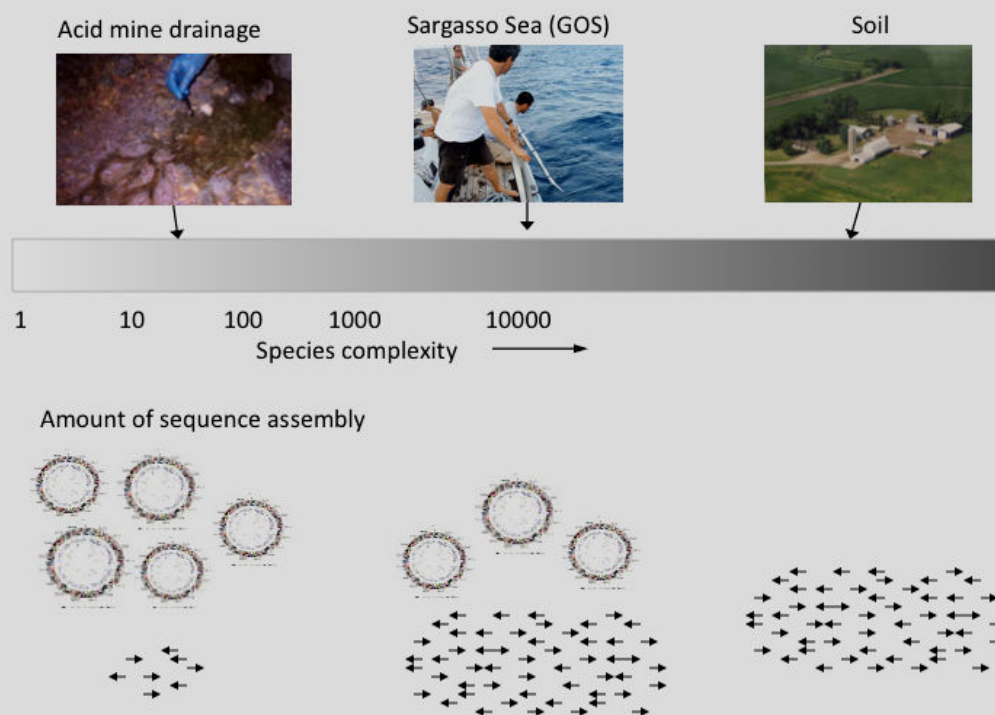 Acid mine drainage
Sargasso Sea (GOS)
Soil
1 10 100 1000 10000
Species complexity
Amount of sequence assembly